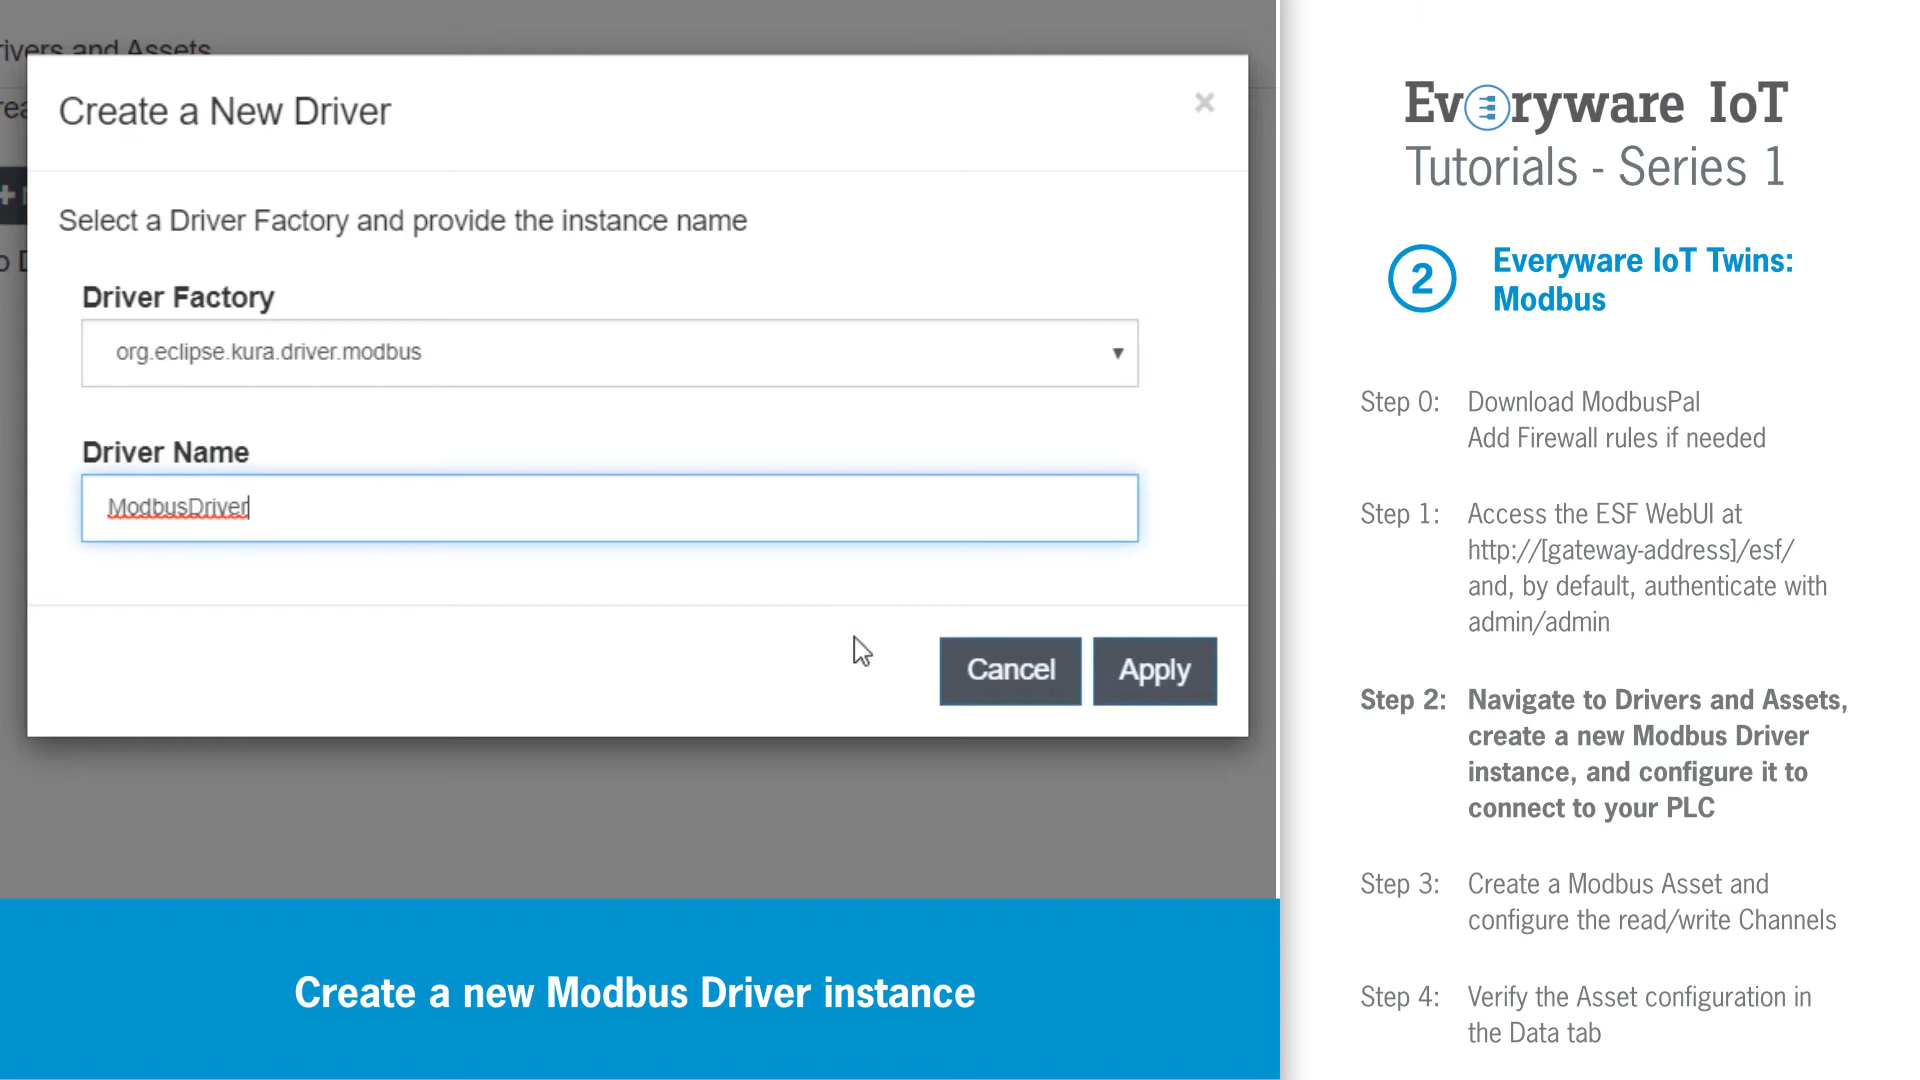 Drivers and Assets
Create a New Driver
×
Select a Driver Factory and provide the instance name
Driver Factory
org.eclipse.kura.driver.modbus
Driver Name
ModbusDriver
Cancel
Apply
Create a new Modbus Driver instance
Everyware IoT
Tutorials - Series 1
2
Everyware IoT Twins:
Modbus
Step 0: Download ModbusPal
Add Firewall rules if needed
Step 1: Access the ESF WebUI at
http://[gateway-address]/esf/
and, by default, authenticate with
admin/admin
Step 2: Navigate to Drivers and Assets,
create a new Modbus Driver
instance, and configure it to
connect to your PLC
Step 3: Create a Modbus Asset and
configure the read/write Channels
Step 4: Verify the Asset configuration in
the Data tab